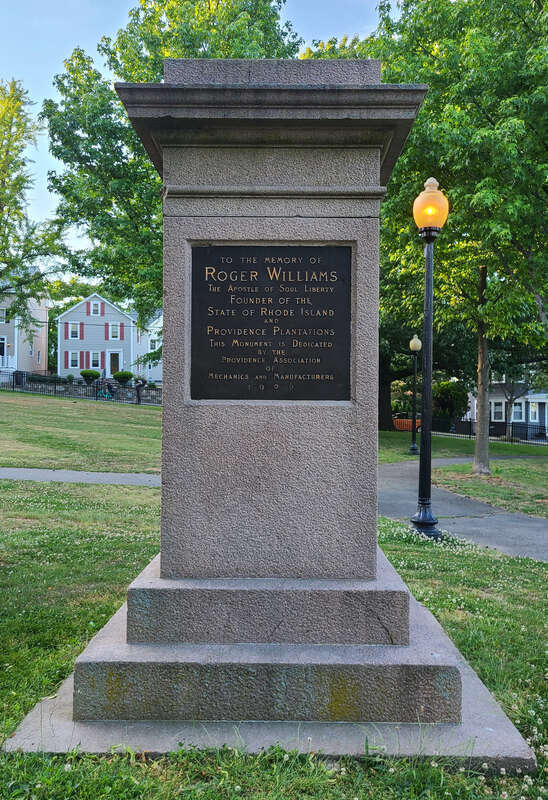 TO THE MEMORY OF
ROGER WILLIAMS
THE APOSTLE OF SOUL LIBERTY
FOUNDER OF THE
STATE OF RHODE ISLAND
AND
PROVIDENCE PLANTATIONS
THIS MONUMENT IS DEDICATED
BY THE
PROVIDENCE ASSOCIATION
OF
MECHANICS AND MANUFACTURERS